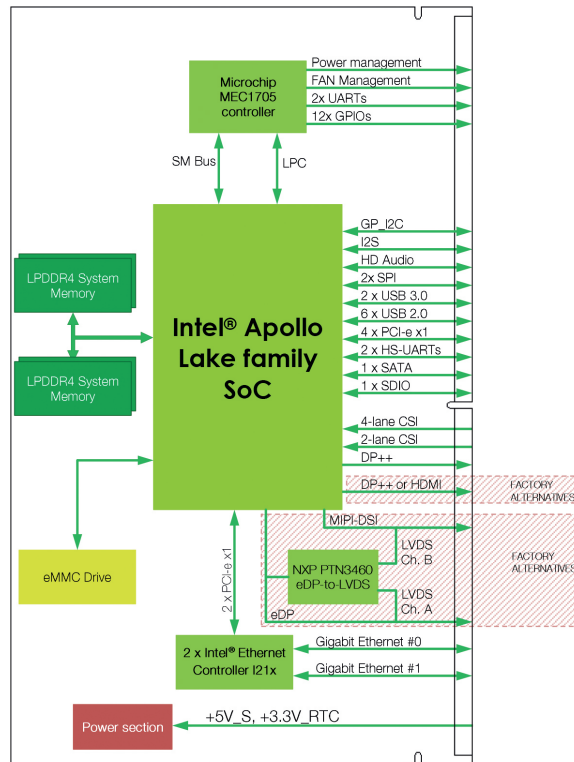 Power management
FAN Management
2x UARTs
12x GPIOs
Microchip
MEC1705
controller
SM Bus
LPC
GP_I2C
I2S
HD Audio
2x SPI
2 x USB 3.0
6 x USB 2.0
4 x PCI-e x1
2 x HS-UARTs
1 x SATA
1 x SDIO
LPDDR4 System
Memory
LPDDR4 System
Memory
Intel® Apollo
Lake family
SoC
4-lane CSI
2-lane CSI
DP++
DP++ or HDMI
FACTORY
ALTERNATIVES
MIPI-DSI
LVDS
Ch. B
NXP PTN3460
eDP-to-LVDS
LVDS
Ch. A
eDP
FACTORY
ALTERNATIVES
eMMC Drive
2 x PCI-e x1
2 x Intel® Ethernet
Controller I21x
Gigabit Ethernet #0
Gigabit Ethernet #1
Power section
+5V_S, +3.3V_RTC